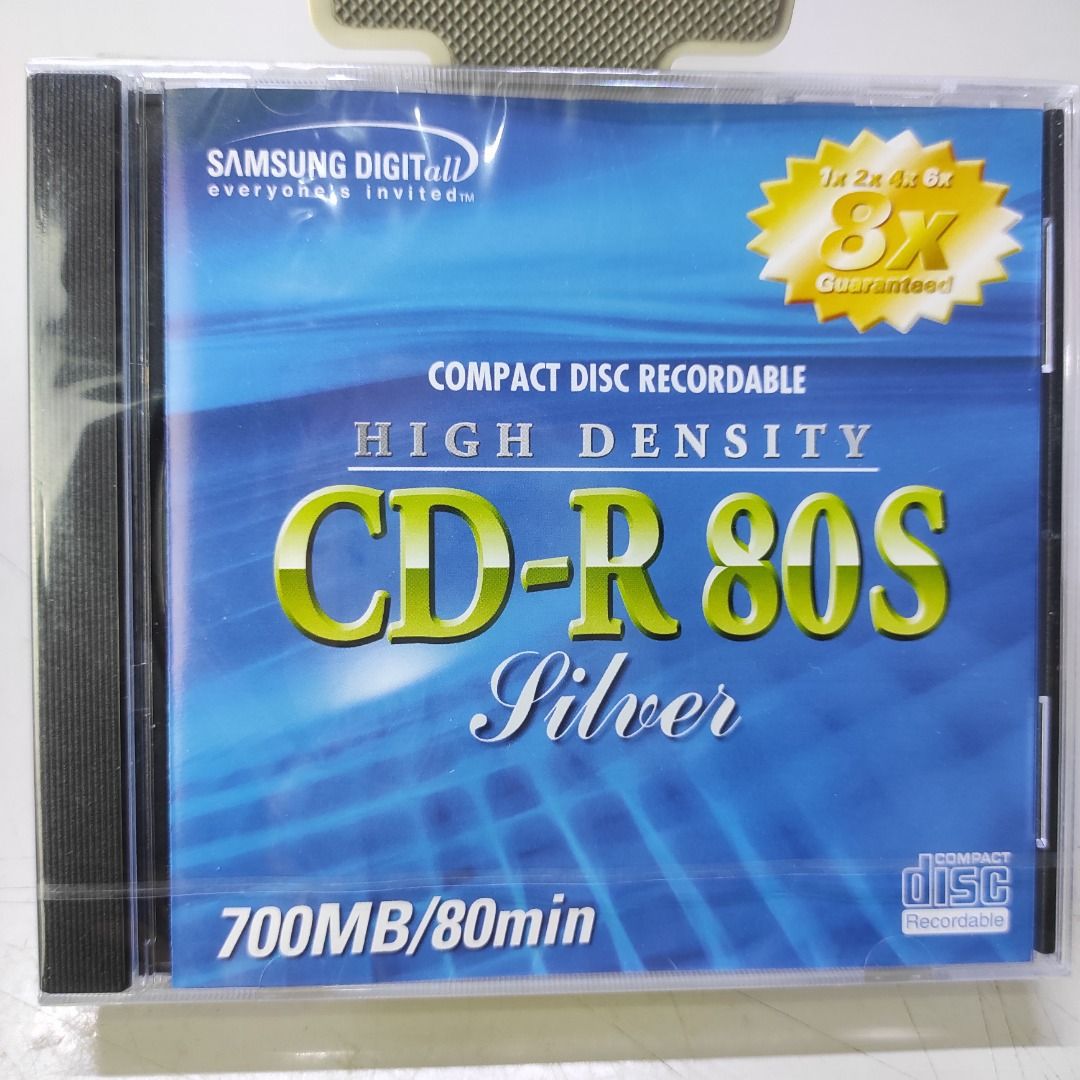 SAMSUNG DIGITall
everyone's invited™
1x 2x 4x 6x
8x
Guaranteed
COMPACT DISC RECORDABLE
HIGH DENSITY
CD-R 80S
Silver
700MB/80min
COMPACT
disc
Recordable